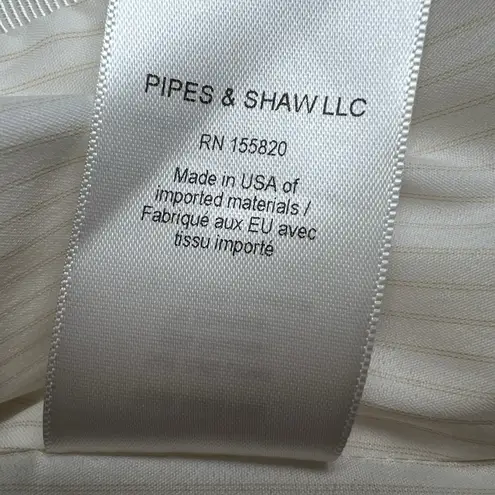 PIPES & SHAW LLC
RN 155820
Made in USA of
imported materials /
Fabriqué aux EU avec
tissu importé